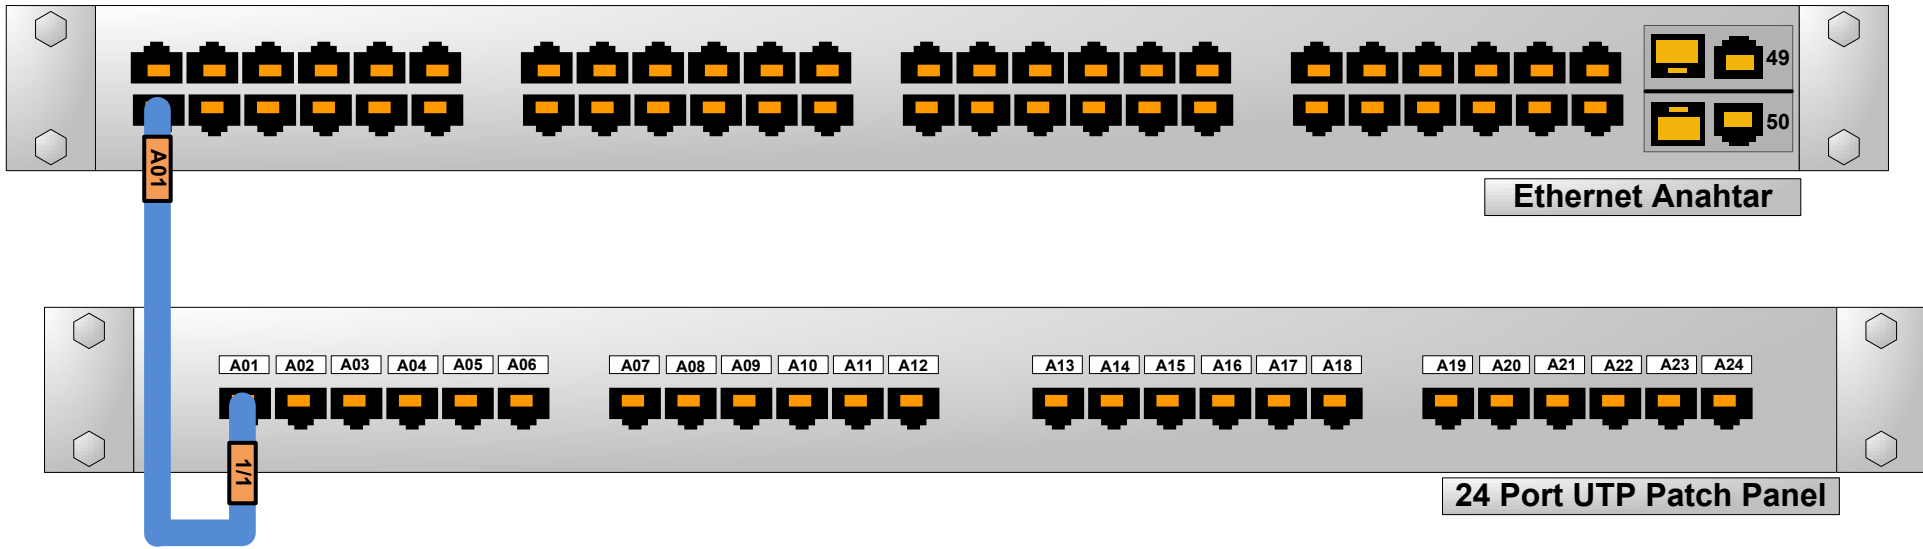 49
50
A01
Ethernet Anahtar
A01 A02 A03 A04 A05 A06 A07 A08 A09 A10 A11 A12 A13 A14 A15 A16 A17 A18 A19 A20 A21 A22 A23 A24
1/1
24 Port UTP Patch Panel